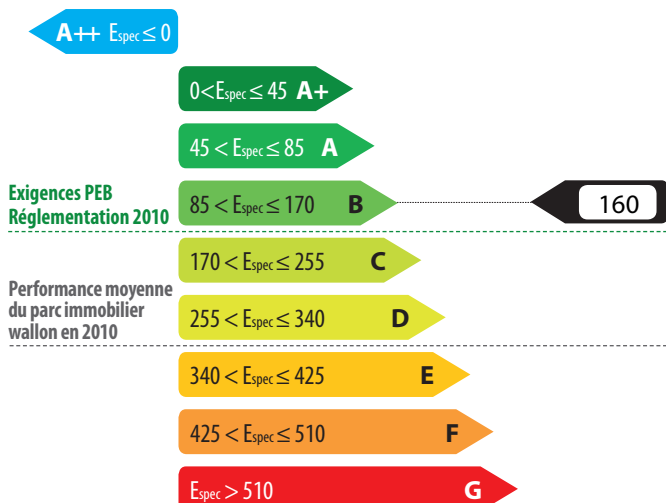 A++ Espec ≤ 0
0<Espec ≤ 45 A+
45 < Espec ≤ 85 A
Exigences PEB
Réglementation 2010
85 < Espec ≤ 170 B
160
170 < Espec ≤ 255 C
Performance moyenne
du parc immobilier
wallon en 2010
255 < Espec ≤ 340 D
340 < Espec ≤ 425 E
425 < Espec ≤ 510 F
Espec > 510 G